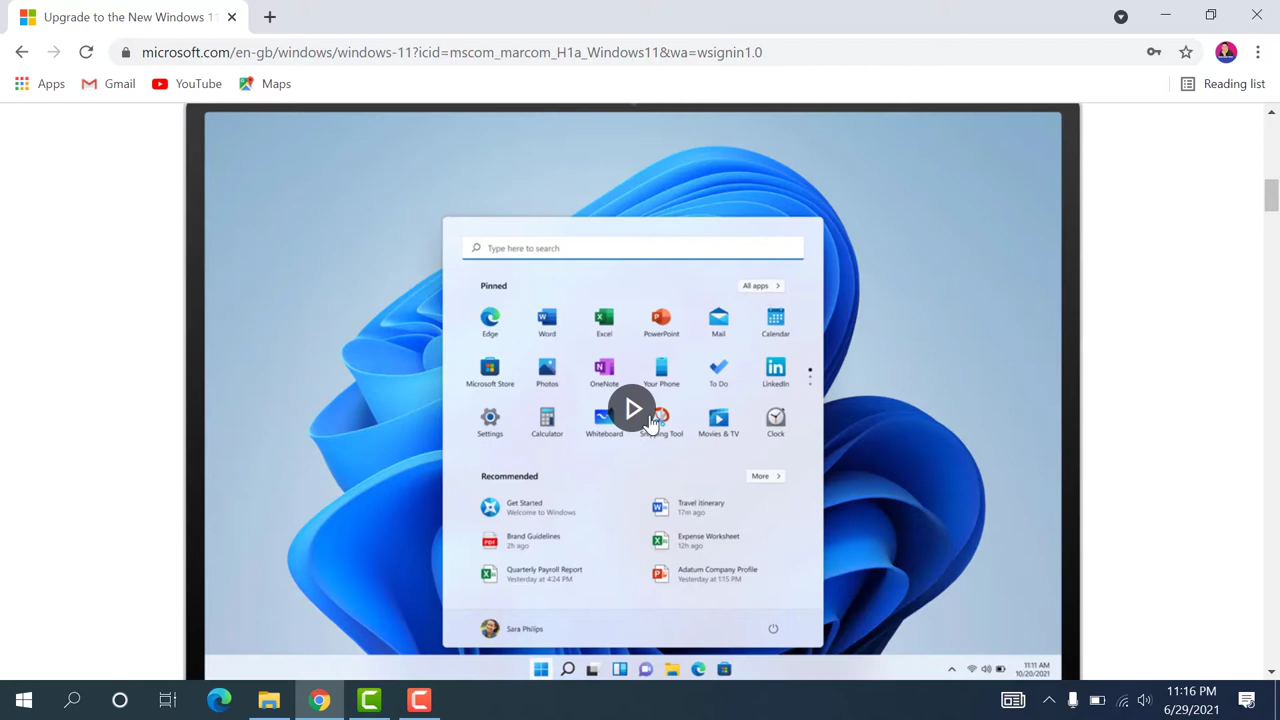 Upgrade to the New Windows 11
microsoft.com/en-gb/windows/windows-11?icid=mscom_marcom_H1a_Windows11&wa=wsignin1.0
Apps Gmail YouTube Maps Reading list
Type here to search
Pinned All apps
Edge Word Excel PowerPoint Mail Calendar
Microsoft Store Photos OneNote Your Phone To Do LinkedIn
Settings Calculator Whiteboard Snipping Tool Movies & TV Clock
Recommended More
Get Started Travel itinerary
Welcome to Windows 17m ago
Brand Guidelines Expense Worksheet
2h ago 12h ago
Quarterly Payroll Report Adatum Company Profile
Yesterday at 4:24 PM Yesterday at 1:15 PM
Sara Philips
11:11 AM
10/20/2021
11:16 PM
6/29/2021